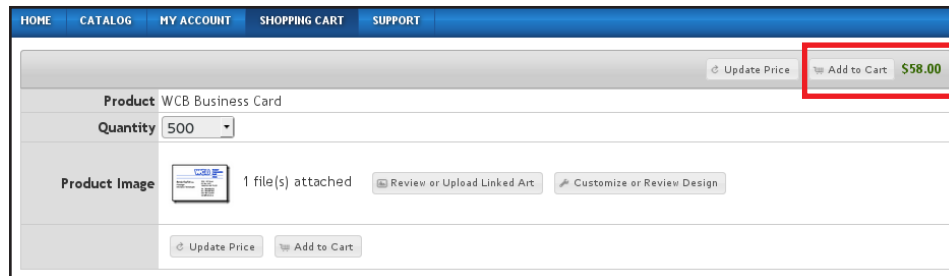 HOME CATALOG MY ACCOUNT SHOPPING CART SUPPORT
Update Price Add to Cart $58.00
Product WCB Business Card
Quantity 500
Product Image 1 file(s) attached Review or Upload Linked Art Customize or Review Design
Update Price Add to Cart